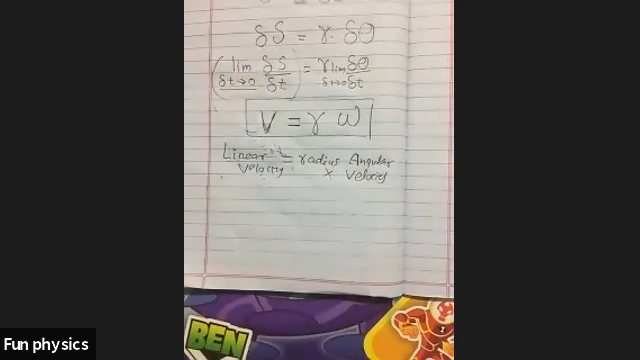 δS = r. δθ
(lim δt→0 δS/δt) = r lim δt→0 δθ/δt
V = r ω
Linear Velocity = radius × Angular Velocity
BEN
Fun physics